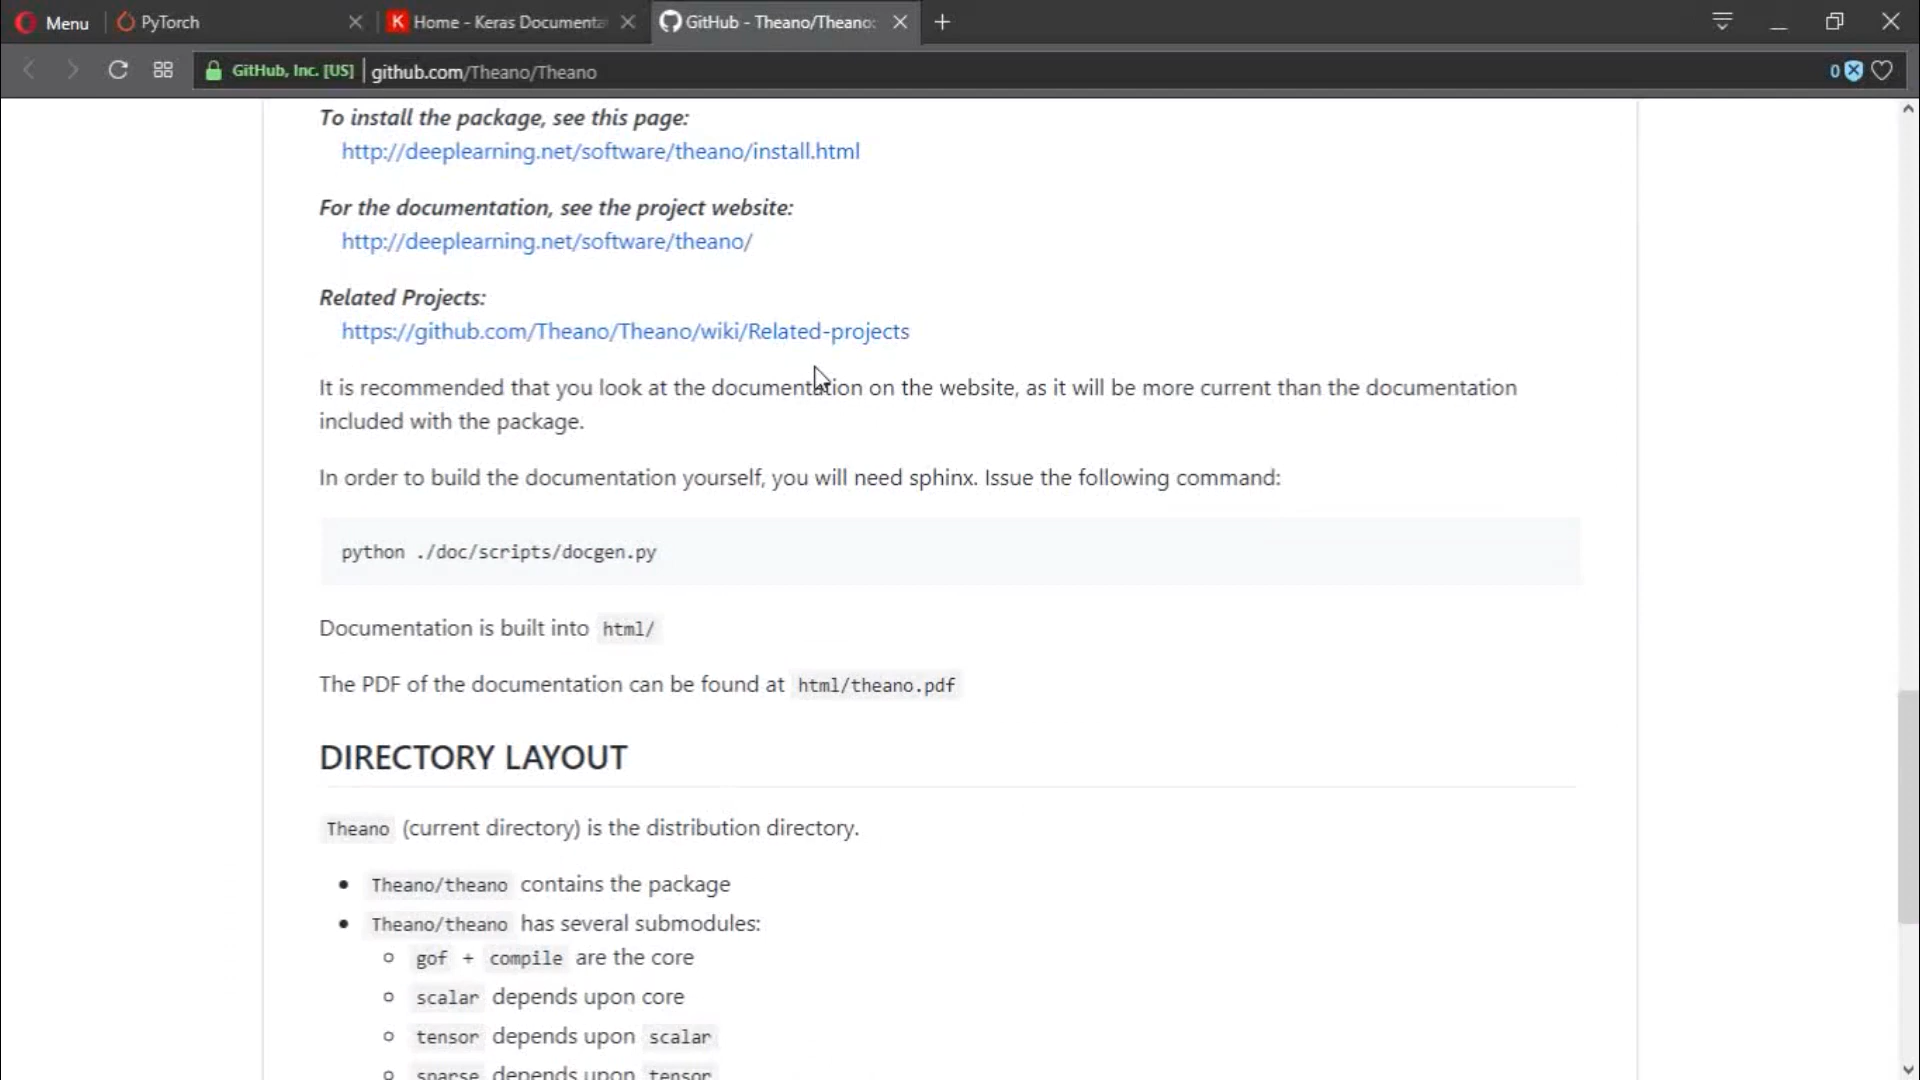 Menu
PyTorch
Home - Keras Documenta
GitHub - Theano/Theano:
GitHub, Inc. [US]
github.com/Theano/Theano
0
To install the package, see this page:
http://deeplearning.net/software/theano/install.html
For the documentation, see the project website:
http://deeplearning.net/software/theano/
Related Projects:
https://github.com/Theano/Theano/wiki/Related-projects
It is recommended that you look at the documentation on the website, as it will be more current than the documentation
included with the package.
In order to build the documentation yourself, you will need sphinx. Issue the following command:
python ./doc/scripts/docgen.py
Documentation is built into html/
The PDF of the documentation can be found at html/theano.pdf
DIRECTORY LAYOUT
Theano (current directory) is the distribution directory.
Theano/theano contains the package
Theano/theano has several submodules:
gof + compile are the core
scalar depends upon core
tensor depends upon scalar
sparse depends upon tensor